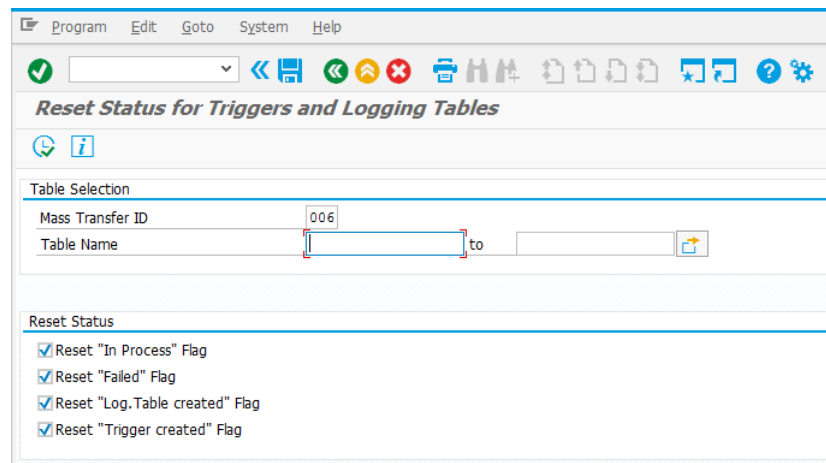 Program Edit Goto System Help
Reset Status for Triggers and Logging Tables
Table Selection
Mass Transfer ID 006
Table Name to
Reset Status
Reset "In Process" Flag
Reset "Failed" Flag
Reset "Log.Table created" Flag
Reset "Trigger created" Flag